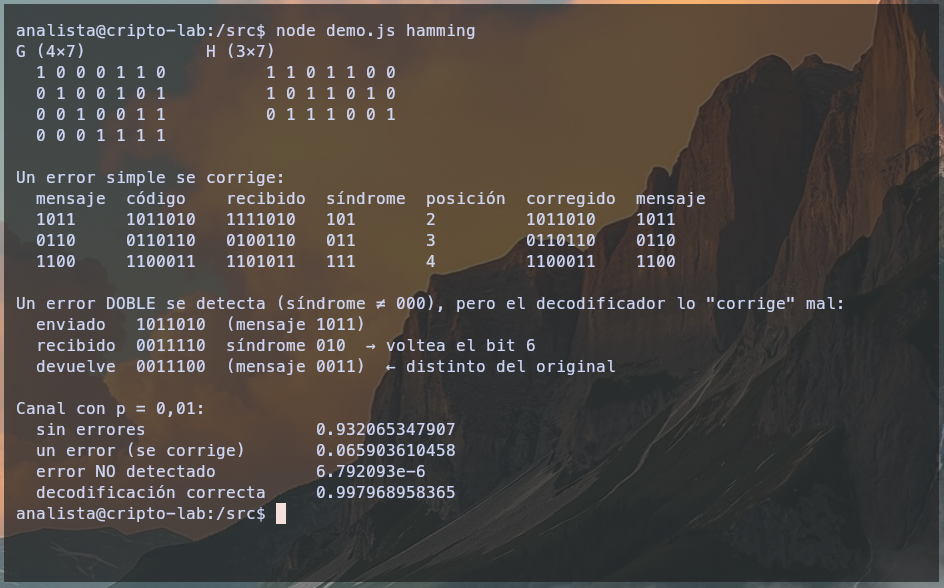 analista@cripto-lab:/src$ node demo.js hamming
G (4×7)            H (3×7)
  1 0 0 0 1 1 0          1 1 0 1 1 0 0
  0 1 0 0 1 0 1          1 0 1 1 0 1 0
  0 0 1 0 0 1 1          0 1 1 1 0 0 1
  0 0 0 1 1 1 1

Un error simple se corrige:
  mensaje  código    recibido  síndrome  posición  corregido  mensaje
  1011     1011010   1111010   101       2         1011010    1011
  0110     0110110   0100110   011       3         0110110    0110
  1100     1100011   1101011   111       4         1100011    1100

Un error DOBLE se detecta (síndrome ≠ 000), pero el decodificador lo "corrige" mal:
  enviado   1011010  (mensaje 1011)
  recibido  0011110  síndrome 010  → voltea el bit 6
  devuelve  0011100  (mensaje 0011)  ← distinto del original

Canal con p = 0,01:
  sin errores                 0.932065347907
  un error (se corrige)       0.065903610458
  error NO detectado          6.792093e-6
  decodificación correcta     0.997968958365
analista@cripto-lab:/src$